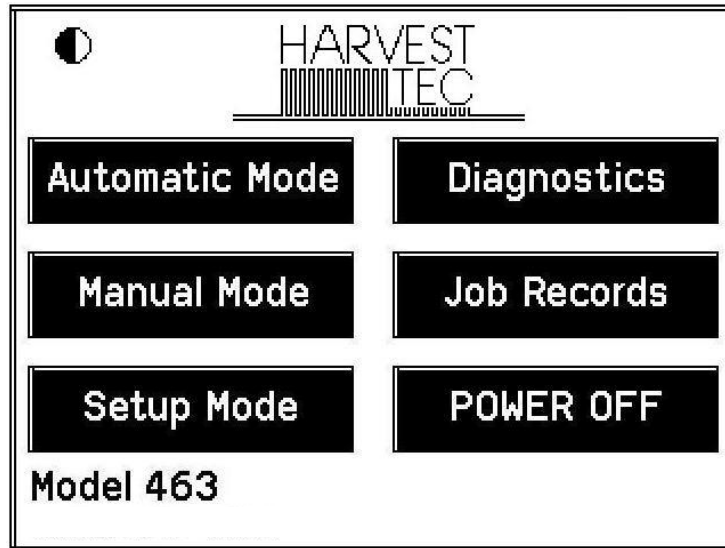 HARVEST
TEC
Automatic Mode
Diagnostics
Manual Mode
Job Records
Setup Mode
POWER OFF
Model 463